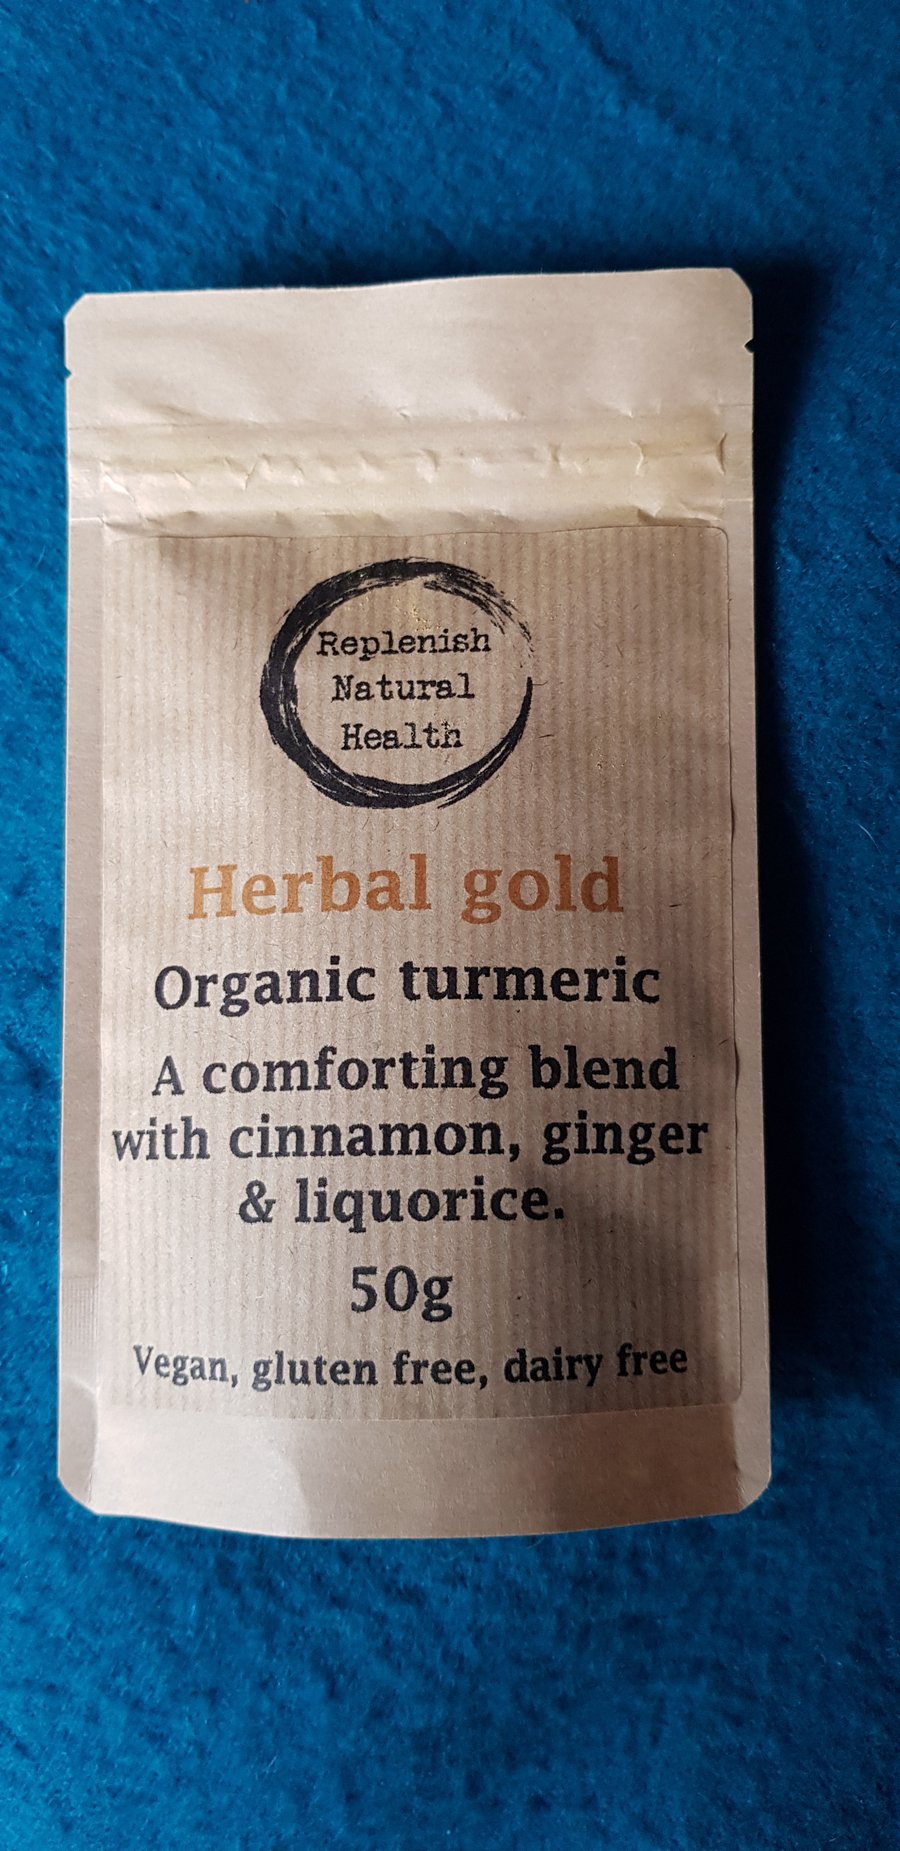 Replenish
Natural
Health
Herbal gold
Organic turmeric
A comforting blend
with cinnamon, ginger
& liquorice.
50g
Vegan, gluten free, dairy free